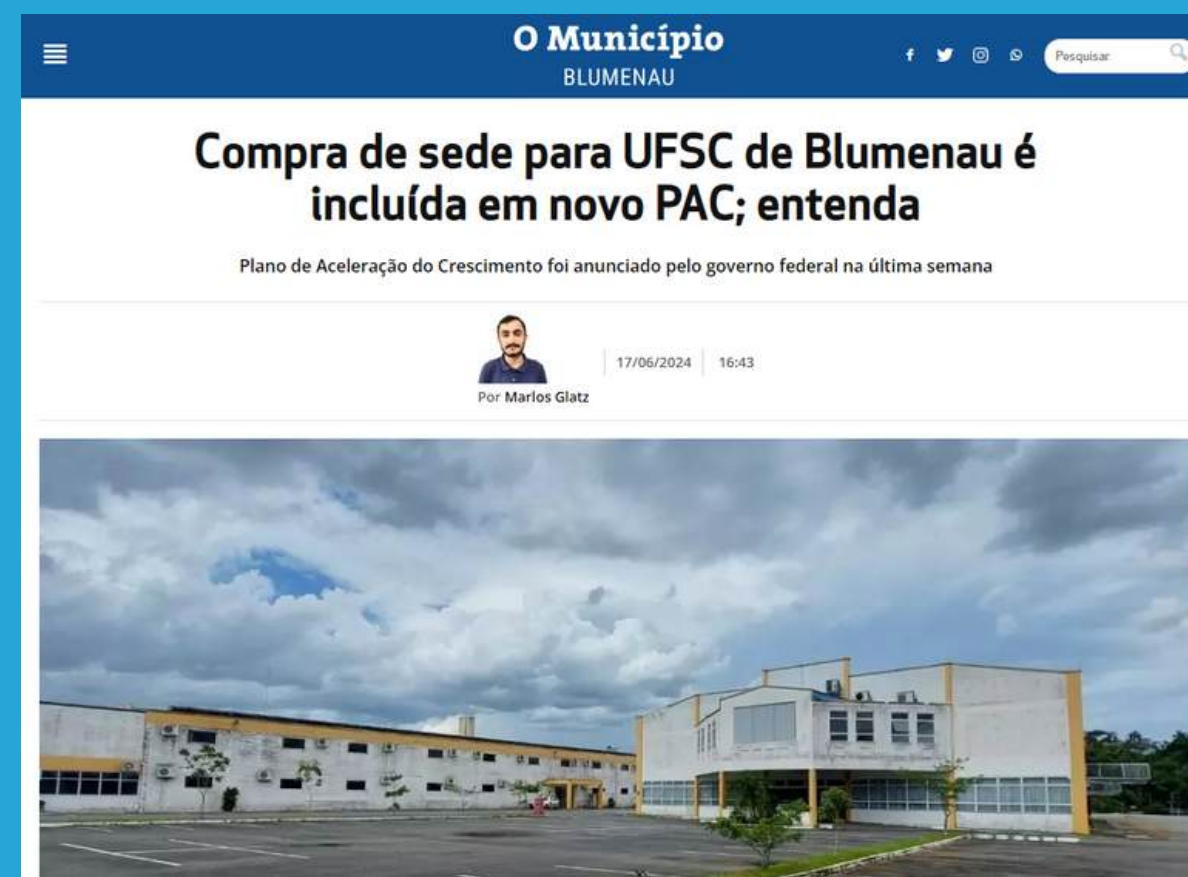 O Município
BLUMENAU
Pesquisar
Compra de sede para UFSC de Blumenau é
incluída em novo PAC; entenda
Plano de Aceleração do Crescimento foi anunciado pelo governo federal na última semana
17/06/2024 16:43
Por Marlos Glatz